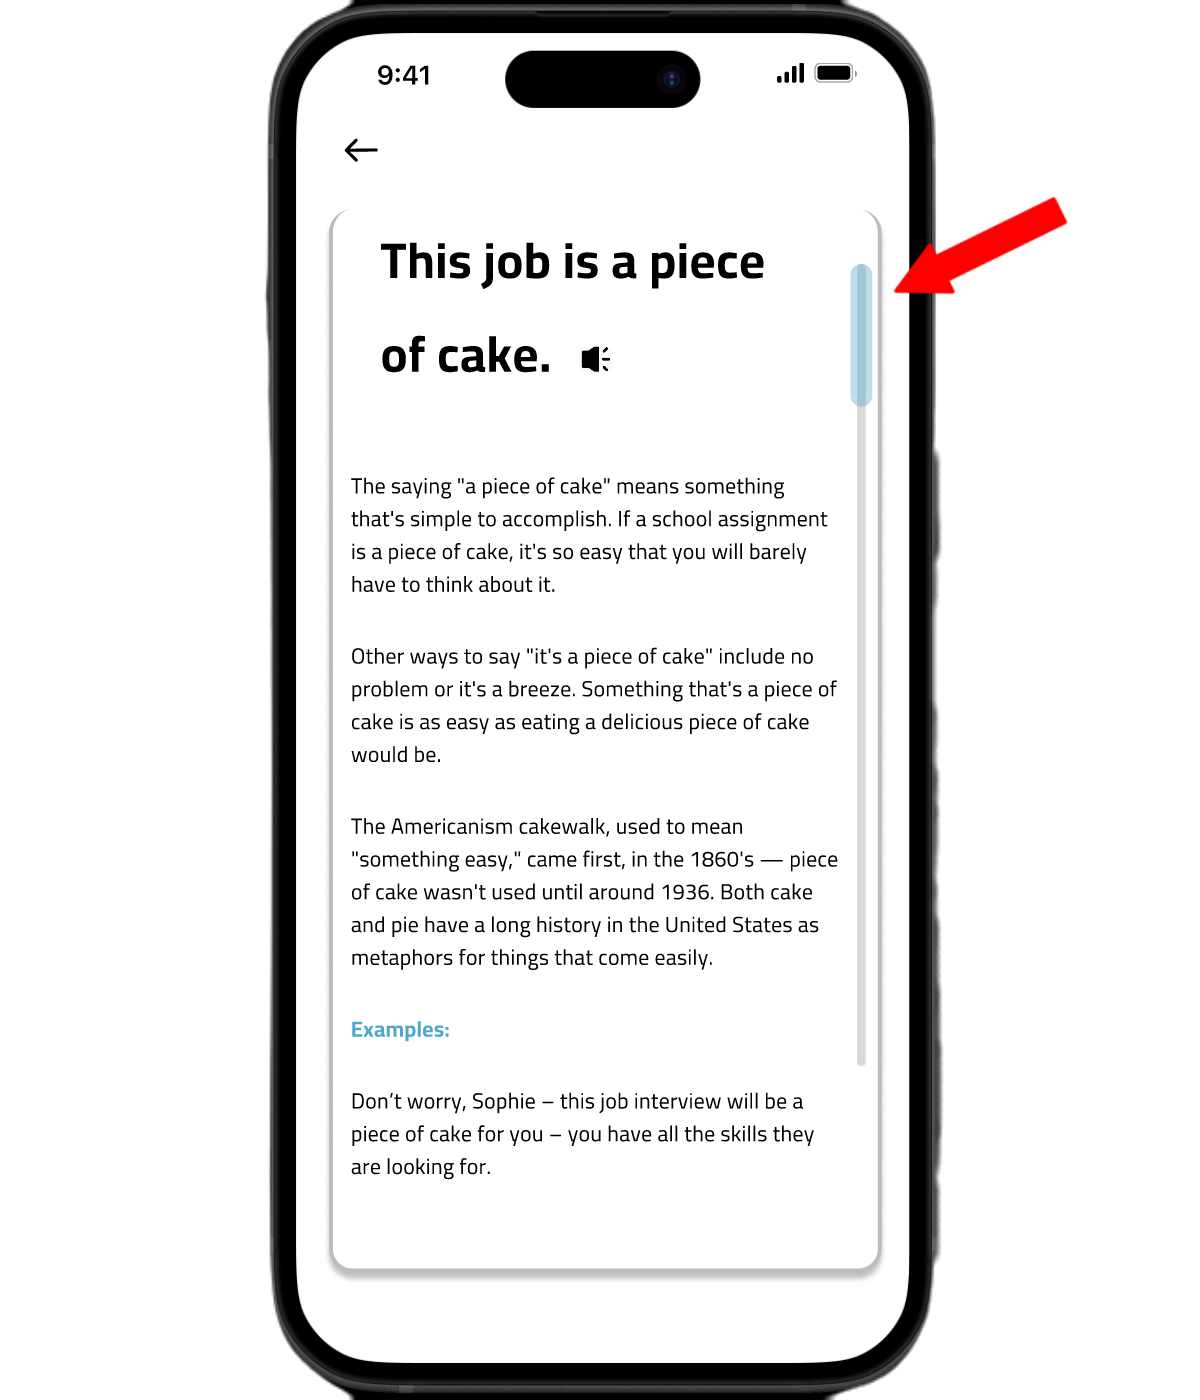 9:41
This job is a piece
of cake.
The saying "a piece of cake" means something
that's simple to accomplish. If a school assignment
is a piece of cake, it's so easy that you will barely
have to think about it.
Other ways to say "it's a piece of cake" include no
problem or it's a breeze. Something that's a piece of
cake is as easy as eating a delicious piece of cake
would be.
The Americanism cakewalk, used to mean
"something easy," came first, in the 1860's — piece
of cake wasn't used until around 1936. Both cake
and pie have a long history in the United States as
metaphors for things that come easily.
Examples:
Don’t worry, Sophie – this job interview will be a
piece of cake for you – you have all the skills they
are looking for.